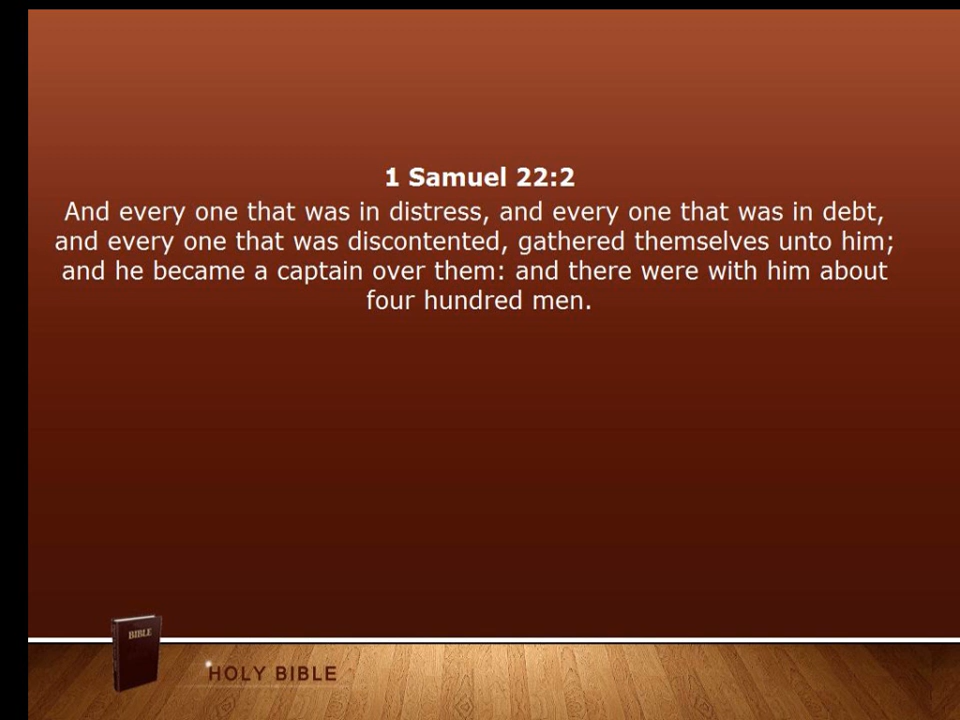 1 Samuel 22:2
And every one that was in distress, and every one that was in debt,
and every one that was discontented, gathered themselves unto him;
and he became a captain over them: and there were with him about
four hundred men.
BIBLE
HOLY BIBLE